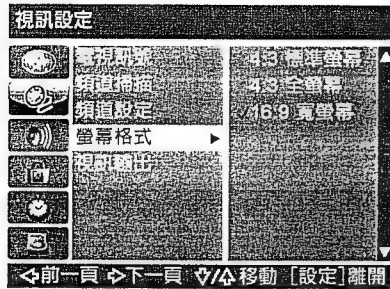 視訊設定
電視訊號
頻道掃描
頻道設定
螢幕格式
視訊輸出
4:3 標準螢幕
4:3 全螢幕
√16:9 寬螢幕
前一頁 下一頁 移動 [設定]離開